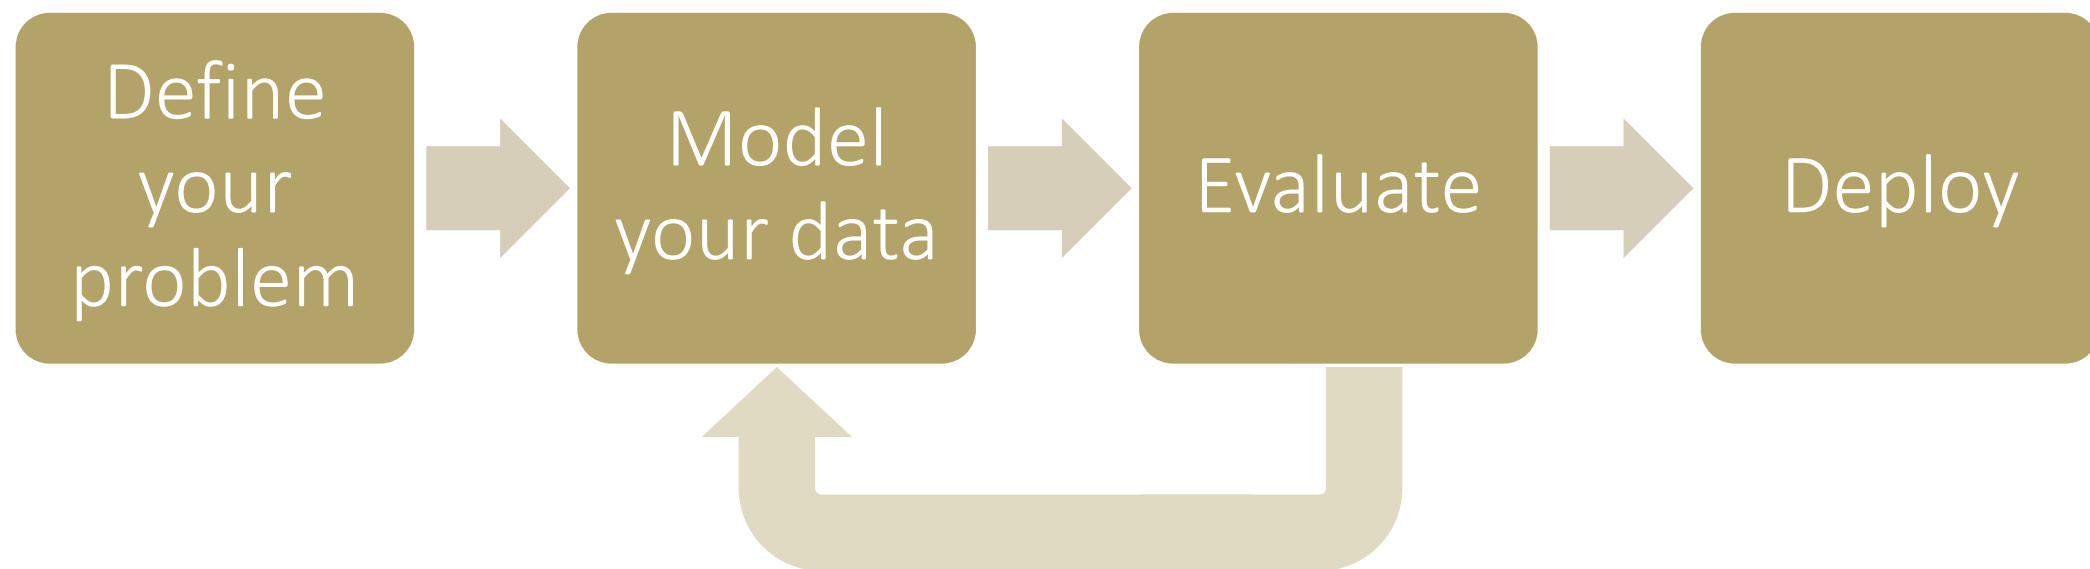 Define
your
problem
Model
your data
Evaluate
Deploy